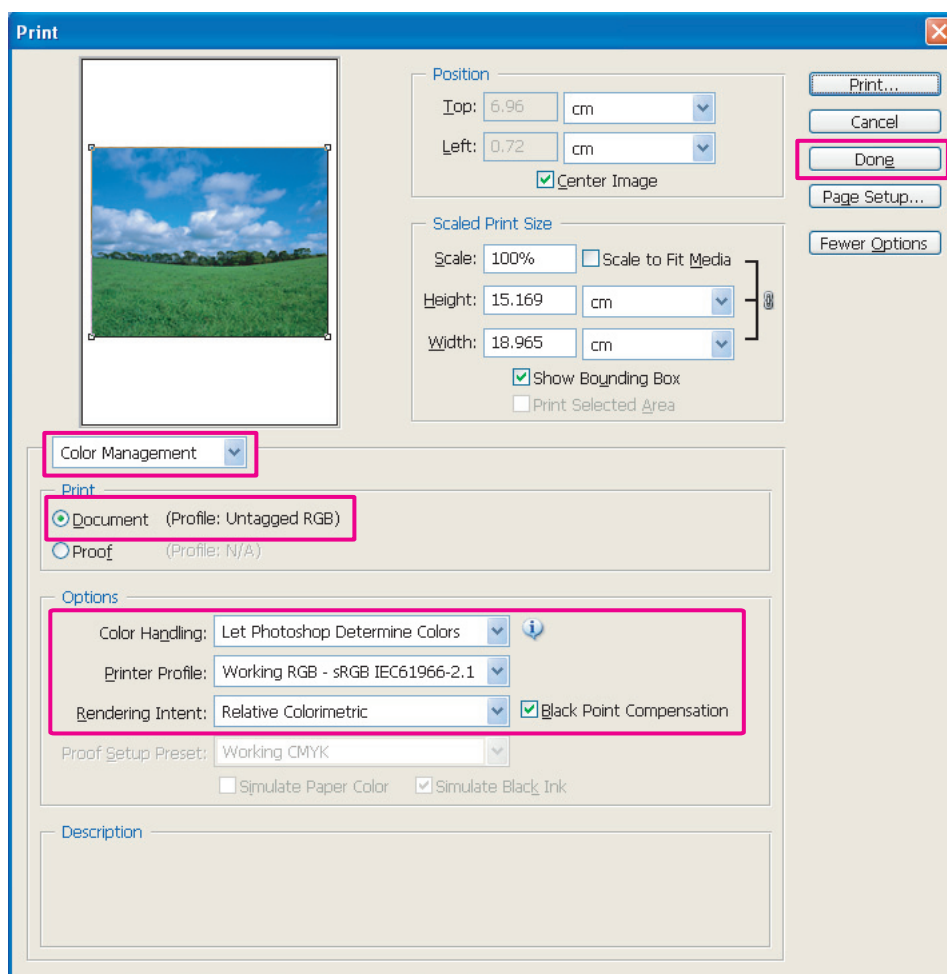 Print
Position
Top: 6.96 cm
Left: 0.72 cm
Center Image
Scaled Print Size
Scale: 100% Scale to Fit Media
Height: 15.169 cm
Width: 18.965 cm
Show Bounding Box
Print Selected Area
Print...
Cancel
Done
Page Setup...
Fewer Options
Color Management
Print
Document (Profile: Untagged RGB)
Proof (Profile: N/A)
Options
Color Handling: Let Photoshop Determine Colors
Printer Profile: Working RGB - sRGB IEC61966-2.1
Rendering Intent: Relative Colorimetric Black Point Compensation
Proof Setup Preset: Working CMYK
Simulate Paper Color Simulate Black Ink
Description